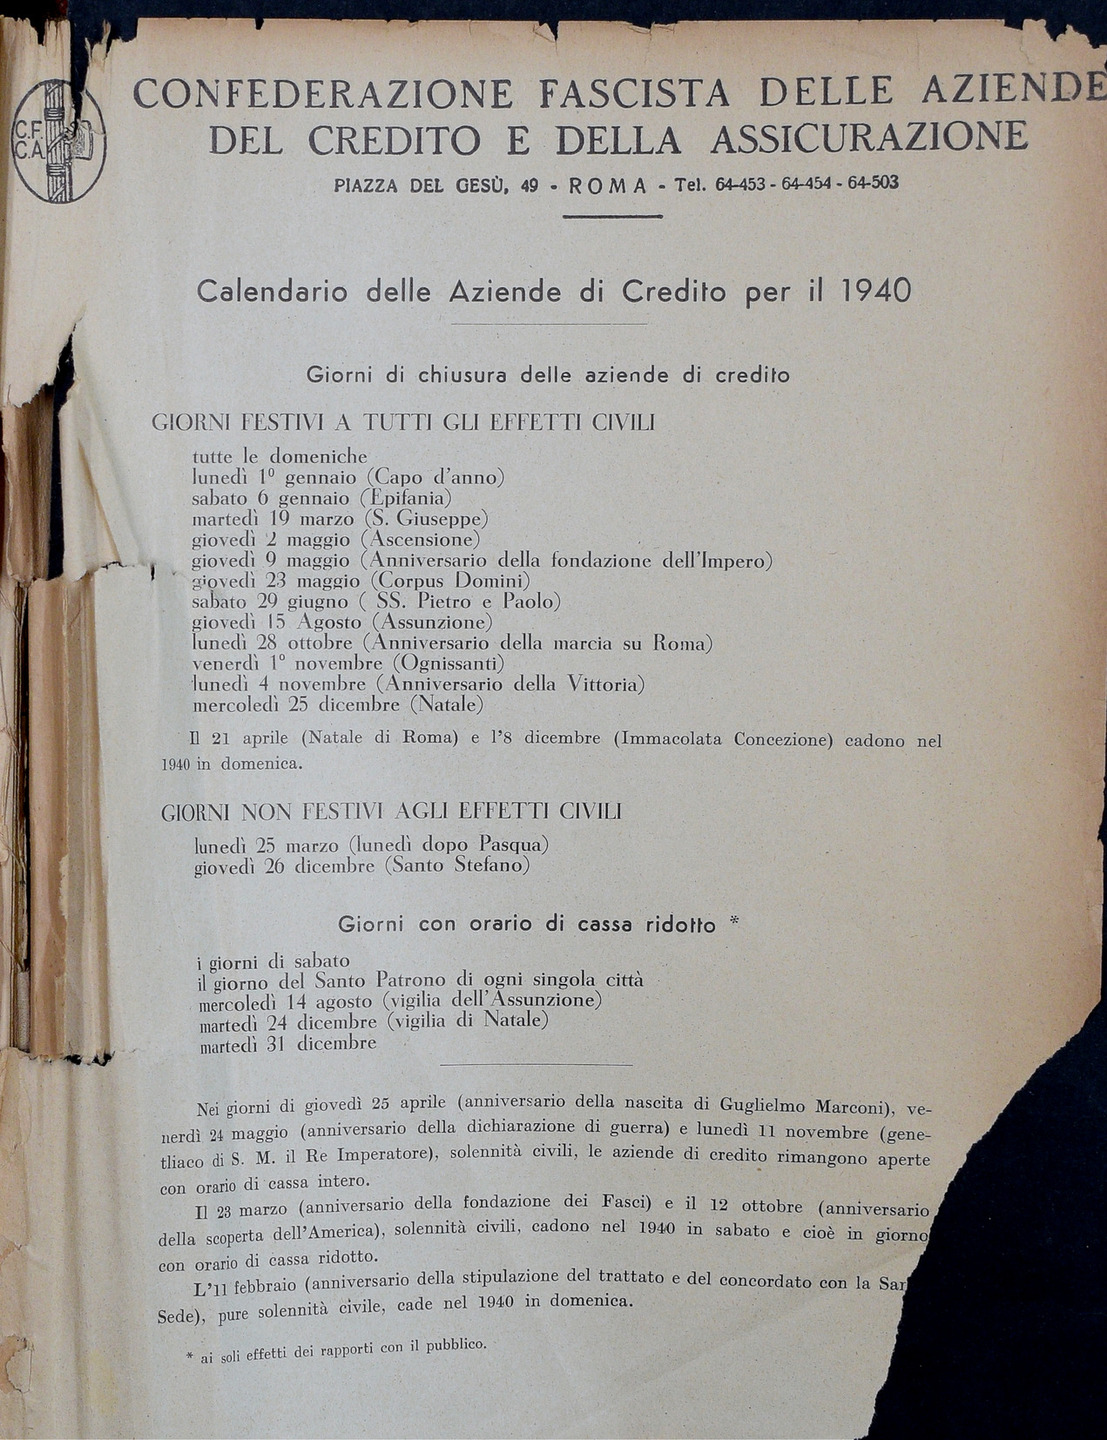 C.F.
C.A.
CONFEDERAZIONE FASCISTA DELLE AZIENDE
DEL CREDITO E DELLA ASSICURAZIONE
PIAZZA DEL GESÙ, 49 - ROMA - Tel. 64-453 - 64-454 - 64-503
Calendario delle Aziende di Credito per il 1940
Giorni di chiusura delle aziende di credito
GIORNI FESTIVI A TUTTI GLI EFFETTI CIVILI
tutte le domeniche
lunedì 1º gennaio (Capo d'anno)
sabato 6 gennaio (Epifania)
martedì 19 marzo (S. Giuseppe)
giovedì 2 maggio (Ascensione)
giovedì 9 maggio (Anniversario della fondazione dell'Impero)
giovedì 23 maggio (Corpus Domini)
sabato 29 giugno ( SS. Pietro e Paolo)
giovedì 15 Agosto (Assunzione)
lunedì 28 ottobre (Anniversario della marcia su Roma)
venerdì 1° novembre (Ognissanti)
lunedì 4 novembre (Anniversario della Vittoria)
mercoledì 25 dicembre (Natale)
Il 21 aprile (Natale di Roma) e l'8 dicembre (Immacolata Concezione) cadono nel
1940 in domenica.
GIORNI NON FESTIVI AGLI EFFETTI CIVILI
lunedì 25 marzo (lunedì dopo Pasqua)
giovedì 26 dicembre (Santo Stefano)
Giorni con orario di cassa ridotto *
i giorni di sabato
il giorno del Santo Patrono di ogni singola città
mercoledì 14 agosto (vigilia dell'Assunzione)
martedì 24 dicembre (vigilia di Natale)
martedì 31 dicembre
Nei giorni di giovedì 25 aprile (anniversario della nascita di Guglielmo Marconi), ve-
nerdì 24 maggio (anniversario della dichiarazione di guerra) e lunedì 11 novembre (gene-
tliaco di S. M. il Re Imperatore), solennità civili, le aziende di credito rimangono aperte
con orario di cassa intero.
Il 23 marzo (anniversario della fondazione dei Fasci) e il 12 ottobre (anniversario
della scoperta dell'America), solennità civili, cadono nel 1940 in sabato e cioè in giorno
con orario di cassa ridotto.
L'11 febbraio (anniversario della stipulazione del trattato e del concordato con la
Sede), pure solennità civile, cade nel 1940 in domenica.
* ai soli effetti dei rapporti con il pubblico.